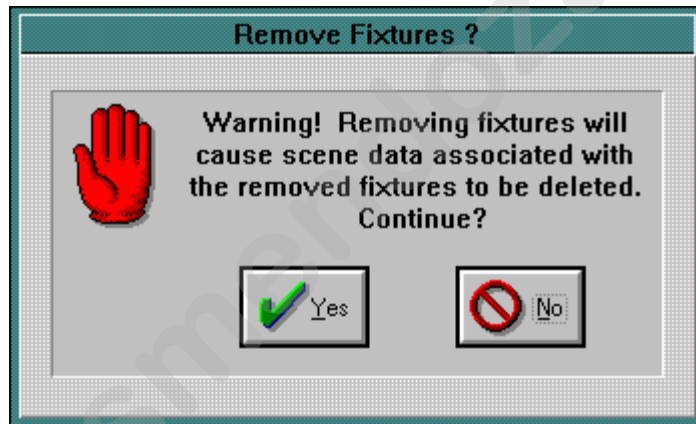 Remove Fixtures ?
Warning!  Removing fixtures will
cause scene data associated with
the removed fixtures to be deleted.
Continue?
Yes
No